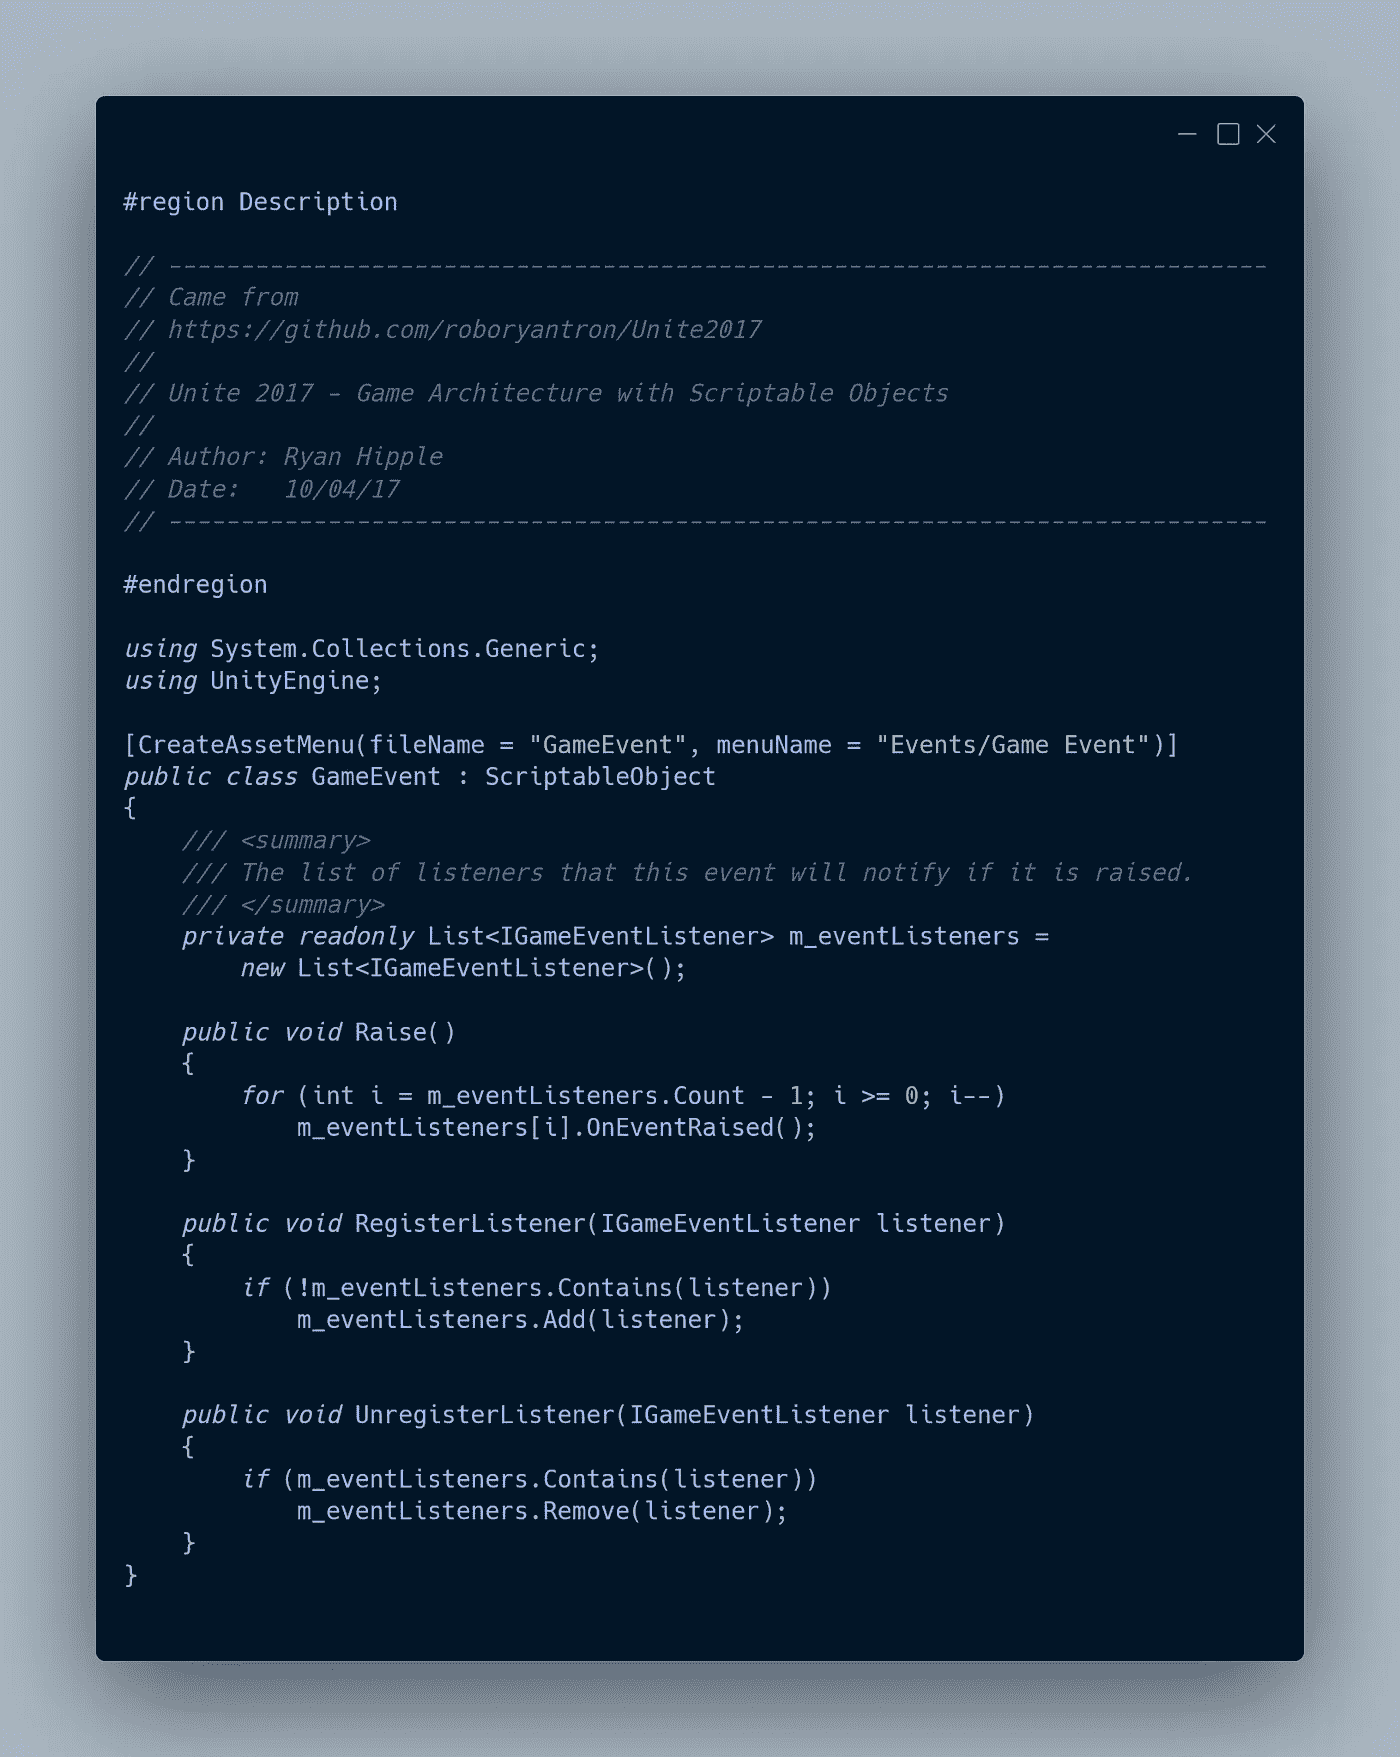 #region Description
// ----------------------------------------------------------------------------
// Came from
// https://github.com/roboryantron/Unite2017
//
// Unite 2017 - Game Architecture with Scriptable Objects
//
// Author: Ryan Hipple
// Date:   10/04/17
// ----------------------------------------------------------------------------
#endregion
using System.Collections.Generic;
using UnityEngine;
[CreateAssetMenu(fileName = "GameEvent", menuName = "Events/Game Event")]
public class GameEvent : ScriptableObject
{
    /// <summary>
    /// The list of listeners that this event will notify if it is raised.
    /// </summary>
    private readonly List<IGameEventListener> m_eventListeners =
        new List<IGameEventListener>();
    public void Raise()
    {
        for (int i = m_eventListeners.Count - 1; i >= 0; i--)
            m_eventListeners[i].OnEventRaised();
    }
    public void RegisterListener(IGameEventListener listener)
    {
        if (!m_eventListeners.Contains(listener))
            m_eventListeners.Add(listener);
    }
    public void UnregisterListener(IGameEventListener listener)
    {
        if (m_eventListeners.Contains(listener))
            m_eventListeners.Remove(listener);
    }
}